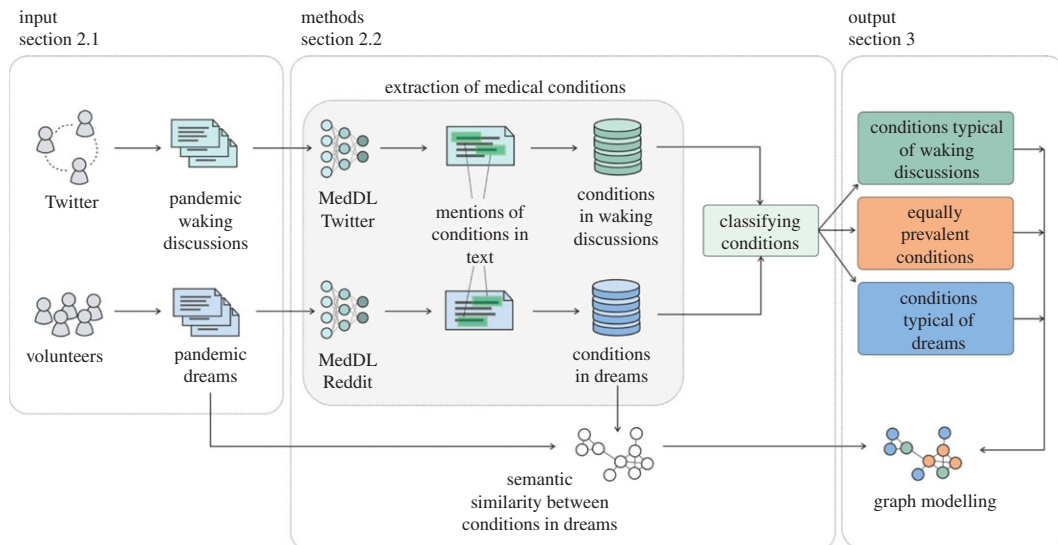 input
section 2.1
methods
section 2.2
output
section 3
extraction of medical conditions
Twitter
pandemic
waking
discussions
MedDL
Twitter
mentions of
conditions in
text
conditions
in waking
discussions
classifying
conditions
conditions typical
of waking
discussions
equally
prevalent
conditions
conditions
typical of
dreams
volunteers
pandemic
dreams
MedDL
Reddit
conditions
in dreams
semantic
similarity between
conditions in dreams
graph modelling